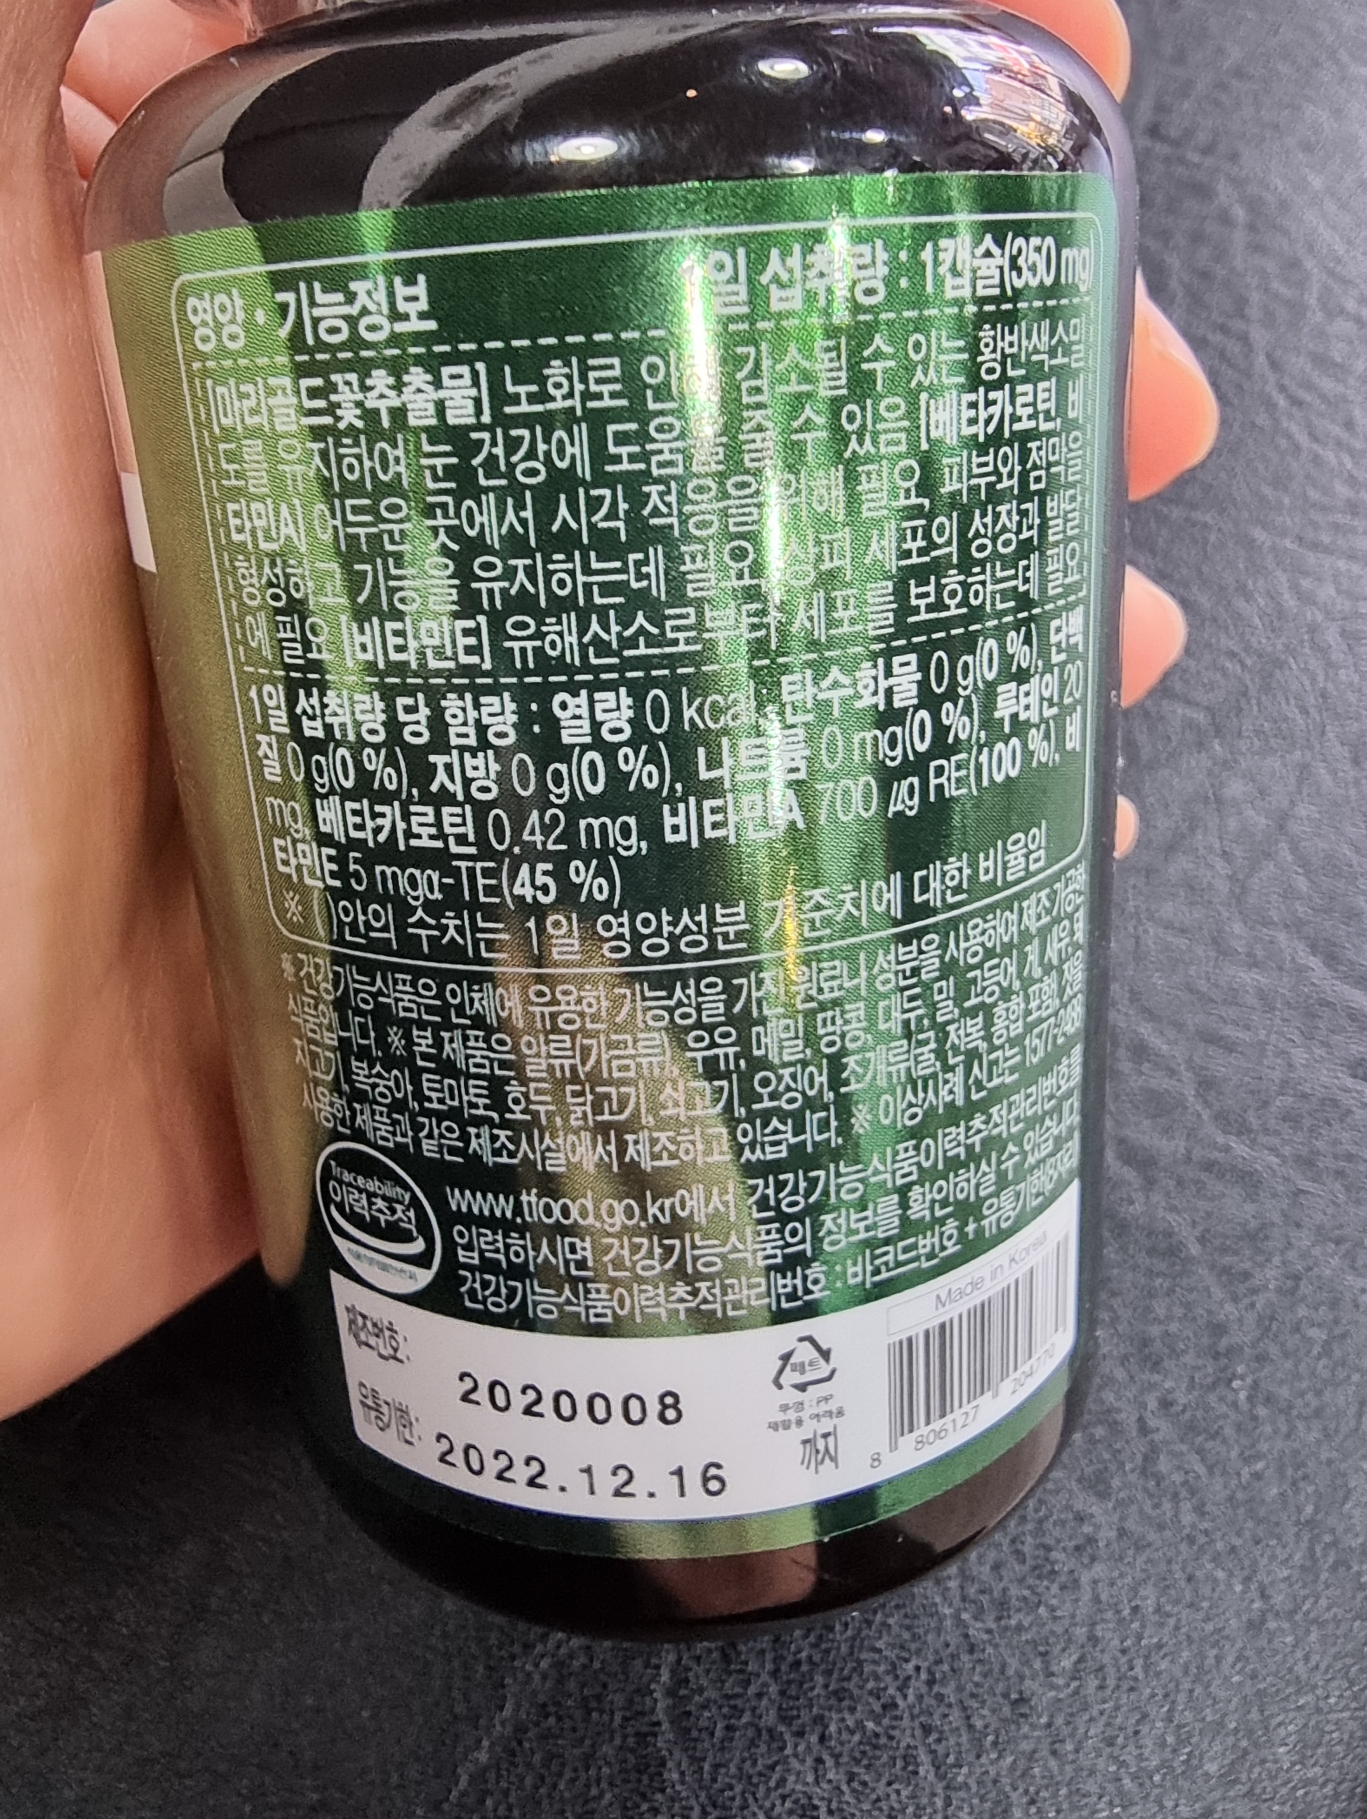 영양·기능정보 1일 섭취량 : 1캡슐(350 mg)
[마리골드꽃추출물] 노화로 인해 감소될 수 있는 황반색소밀
도를 유지하여 눈 건강에 도움을 줄 수 있음 [베타카로틴, 비
타민A] 어두운 곳에서 시각 적응을 위해 필요, 피부와 점막을
형성하고 기능을 유지하는데 필요, 상피 세포의 성장과 발달
에 필요 [비타민E] 유해산소로부터 세포를 보호하는데 필요
1일 섭취량 당 함량 : 열량 0 kcal, 탄수화물 0 g(0 %), 단백
질 0 g(0 %), 지방 0 g(0 %), 나트륨 0 mg(0 %), 루테인 20
mg, 베타카로틴 0.42 mg, 비타민A 700 μg RE(100 %), 비
타민E 5 mgα-TE(45 %)
※ ( )안의 수치는 1일 영양성분 기준치에 대한 비율임
※ 건강기능식품은 인체에 유용한 기능성을 가진 원료나 성분을 사용하여 제조 가공한
식품입니다. ※ 본 제품은 알류(가금류), 우유, 메밀, 땅콩, 대두, 밀, 고등어, 게, 새우, 돼
지고기, 복숭아, 토마토, 호두, 닭고기, 쇠고기, 오징어, 조개류(굴, 전복, 홍합 포함, 잣을
사용한 제품과 같은 제조시설에서 제조하고 있습니다. ※ 이상사례 신고는 1577-2488
Traceability
이력추적
www.tfood.go.kr에서 건강기능식품이력추적관리번호를
입력하시면 건강기능식품의 정보를 확인하실 수 있습니다.
건강기능식품이력추적관리번호 : 바코드번호 + 유통기한(8자리)
Made in Korea
제조번호:
2020008
유통기한:
2022.12.16
까지
페트
뚜껑 : PP
재활용 어려움
8 806127 204770